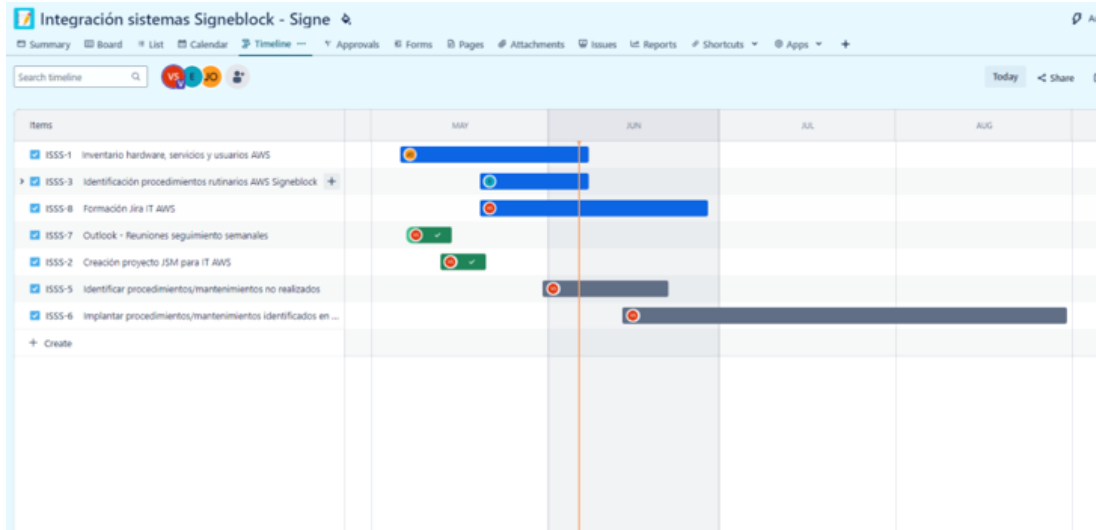 Integración sistemas Signeblock - Signe
Summary Board List Calendar Timeline Approvals Forms Pages Attachments Issues Reports Shortcuts Apps
Search timeline VS E JO Today Share
Items MAY JUN JUL AUG
ISSS-1 Inventario hardware, servicios y usuarios AWS
ISSS-3 Identificación procedimientos rutinarios AWS Signeblock
ISSS-8 Formación Jira IT AWS
ISSS-7 Outlook - Reuniones seguimiento semanales
ISSS-2 Creación proyecto JSM para IT AWS
ISSS-5 Identificar procedimientos/mantenimientos no realizados
ISSS-6 Implantar procedimientos/mantenimientos identificados en ...
+ Create